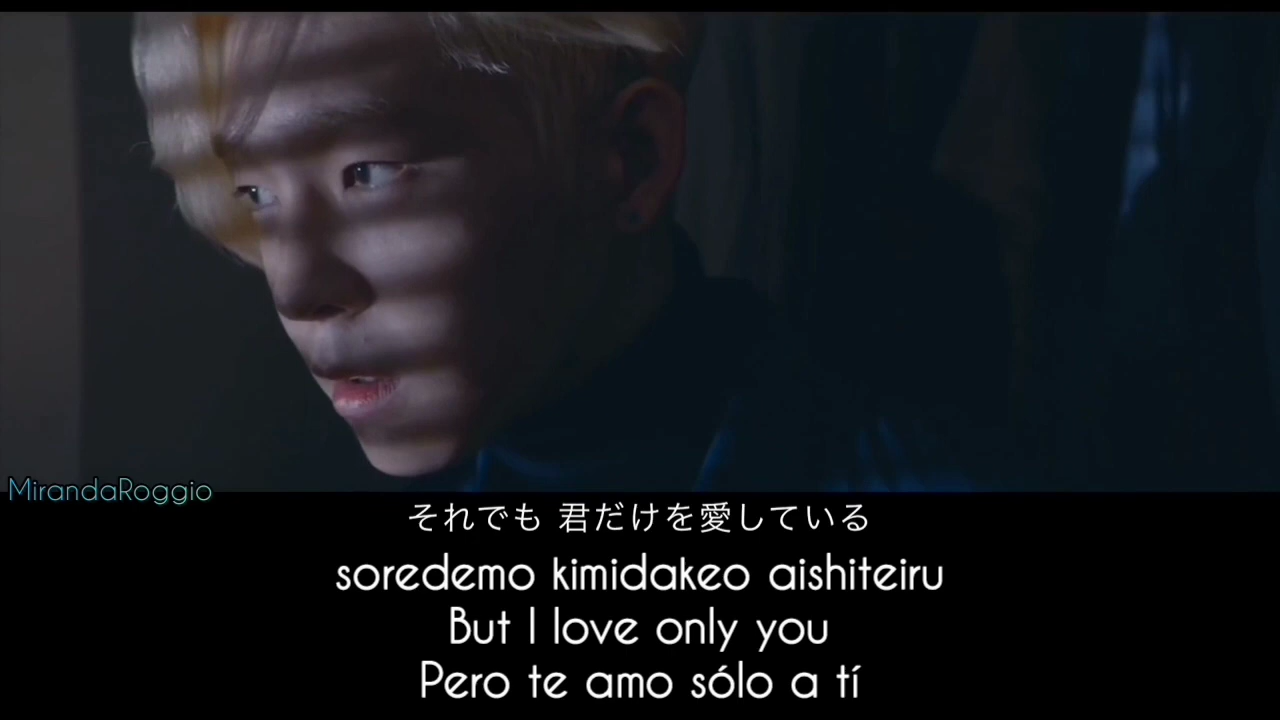 MirandaRoggio
それでも 君だけを愛している
soredemo kimidakeo aishiteiru
But I love only you
Pero te amo sólo a tí